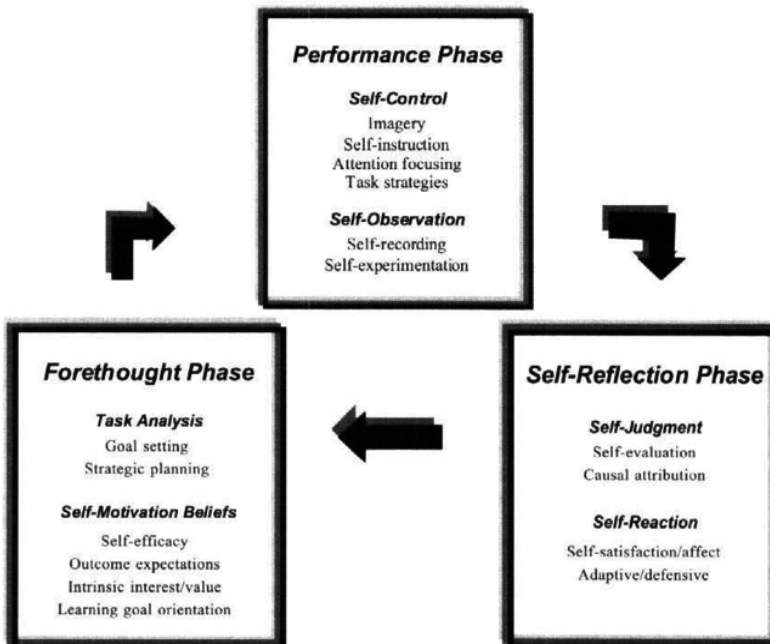 Performance Phase
Self-Control
Imagery
Self-instruction
Attention focusing
Task strategies
Self-Observation
Self-recording
Self-experimentation
Forethought Phase
Task Analysis
Goal setting
Strategic planning
Self-Motivation Beliefs
Self-efficacy
Outcome expectations
Intrinsic interest/value
Learning goal orientation
Self-Reflection Phase
Self-Judgment
Self-evaluation
Causal attribution
Self-Reaction
Self-satisfaction/affect
Adaptive/defensive